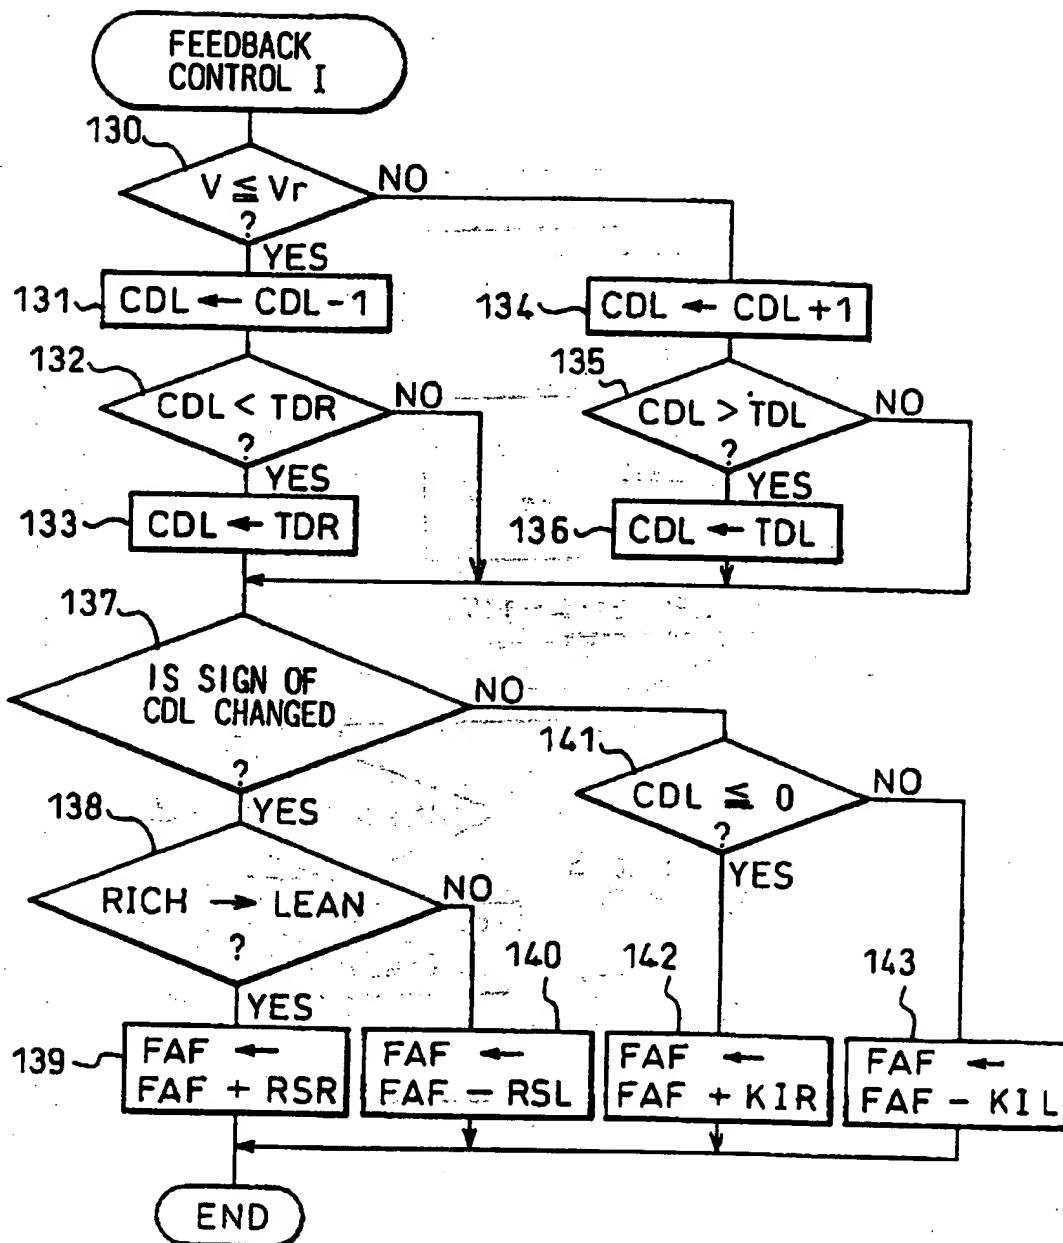 FEEDBACK
CONTROL I
130
V ≦ Vr
?
NO
YES
131
CDL ← CDL-1
134
CDL ← CDL+1
132
CDL < TDR
?
NO
YES
135
CDL > TDL
?
NO
YES
133
CDL ← TDR
136
CDL ← TDL
137
IS SIGN OF
CDL CHANGED
?
NO
YES
141
CDL ≦ 0
?
NO
YES
138
RICH → LEAN
?
NO
YES
139
FAF ←
FAF + RSR
140
FAF ←
FAF - RSL
142
FAF ←
FAF + KIR
143
FAF ←
FAF - KIL
END